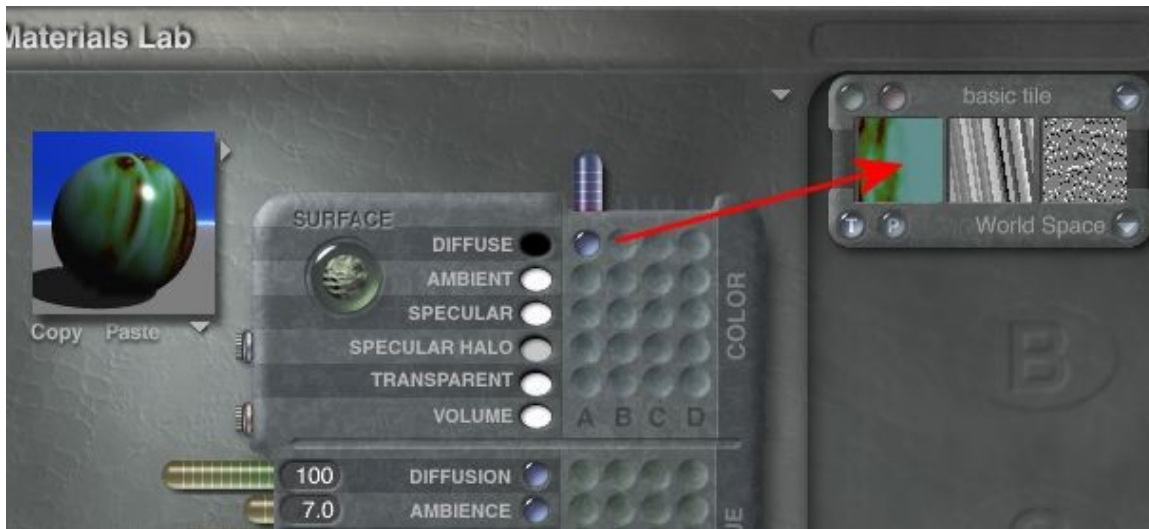 Materials Lab
basic tile
T P World Space
Copy Paste
SURFACE
DIFFUSE
AMBIENT
SPECULAR
SPECULAR HALO
TRANSPARENT
VOLUME
A B C D
COLOR
100 DIFFUSION
7.0 AMBIENCE
B